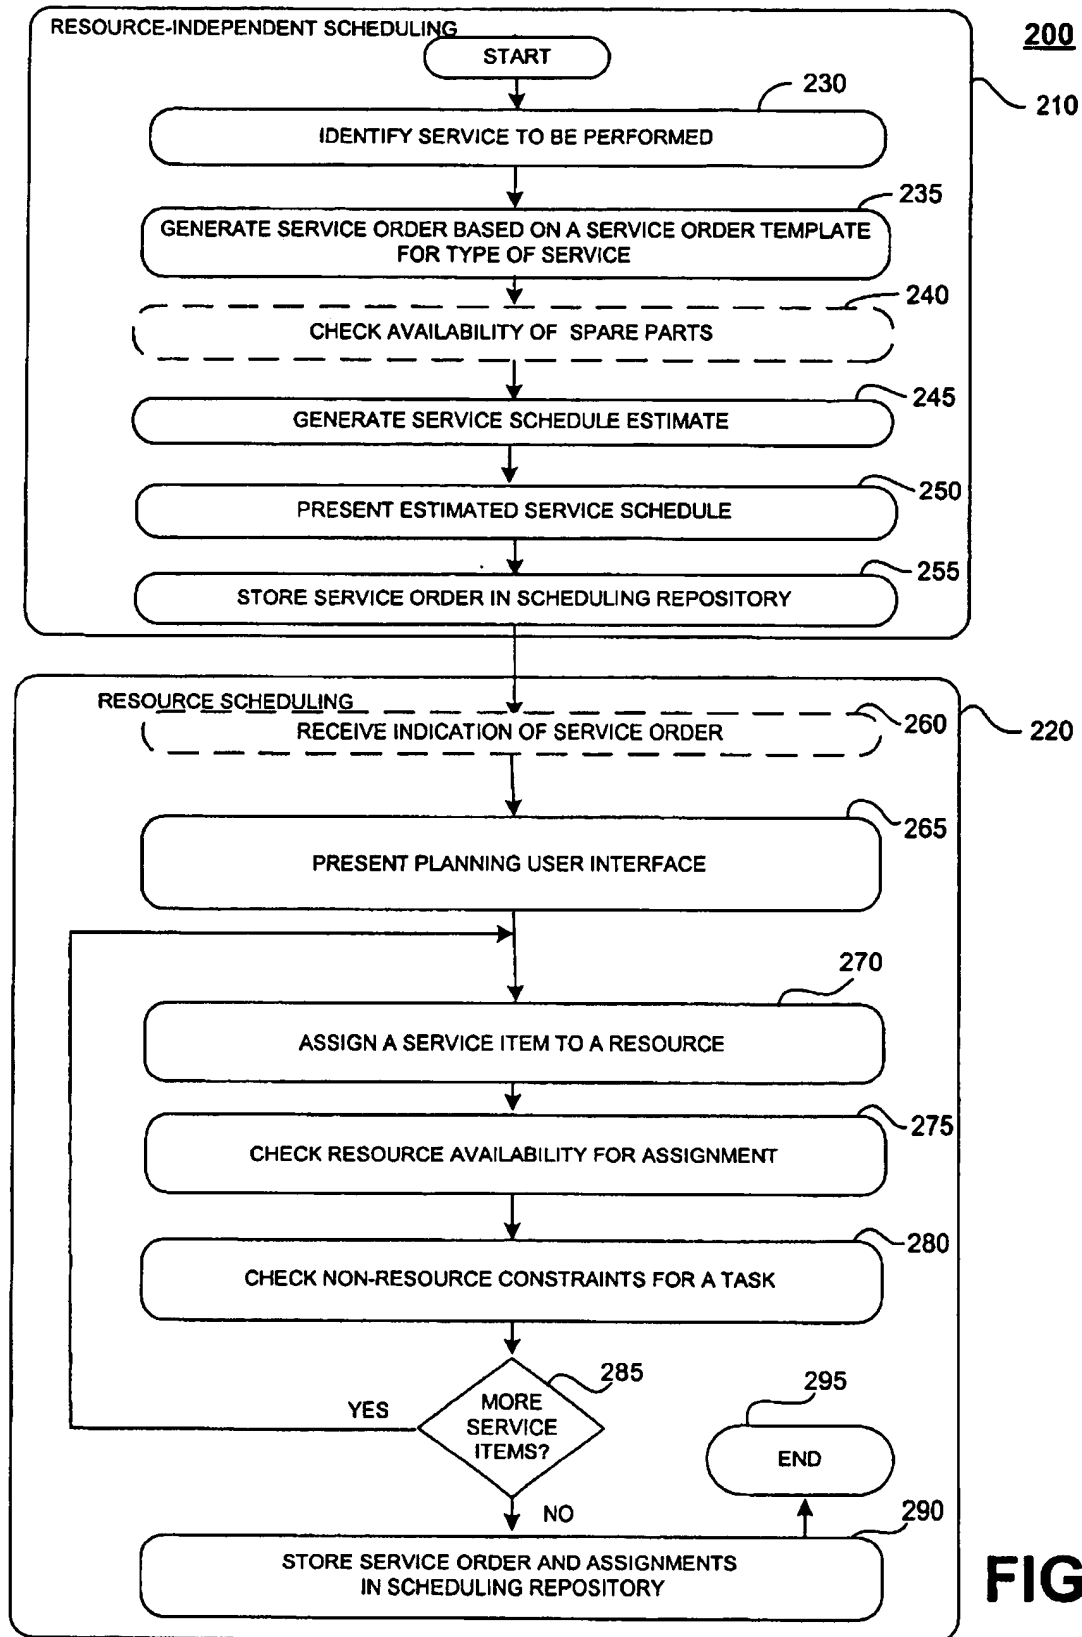 RESOURCE-INDEPENDENT SCHEDULING
200
START
210
230
IDENTIFY SERVICE TO BE PERFORMED
235
GENERATE SERVICE ORDER BASED ON A SERVICE ORDER TEMPLATE
FOR TYPE OF SERVICE
240
CHECK AVAILABILITY OF SPARE PARTS
245
GENERATE SERVICE SCHEDULE ESTIMATE
250
PRESENT ESTIMATED SERVICE SCHEDULE
255
STORE SERVICE ORDER IN SCHEDULING REPOSITORY
RESOURCE SCHEDULING
260
220
RECEIVE INDICATION OF SERVICE ORDER
265
PRESENT PLANNING USER INTERFACE
270
ASSIGN A SERVICE ITEM TO A RESOURCE
275
CHECK RESOURCE AVAILABILITY FOR ASSIGNMENT
280
CHECK NON-RESOURCE CONSTRAINTS FOR A TASK
285
MORE
SERVICE
ITEMS?
YES
295
END
NO
290
STORE SERVICE ORDER AND ASSIGNMENTS
IN SCHEDULING REPOSITORY
FIG